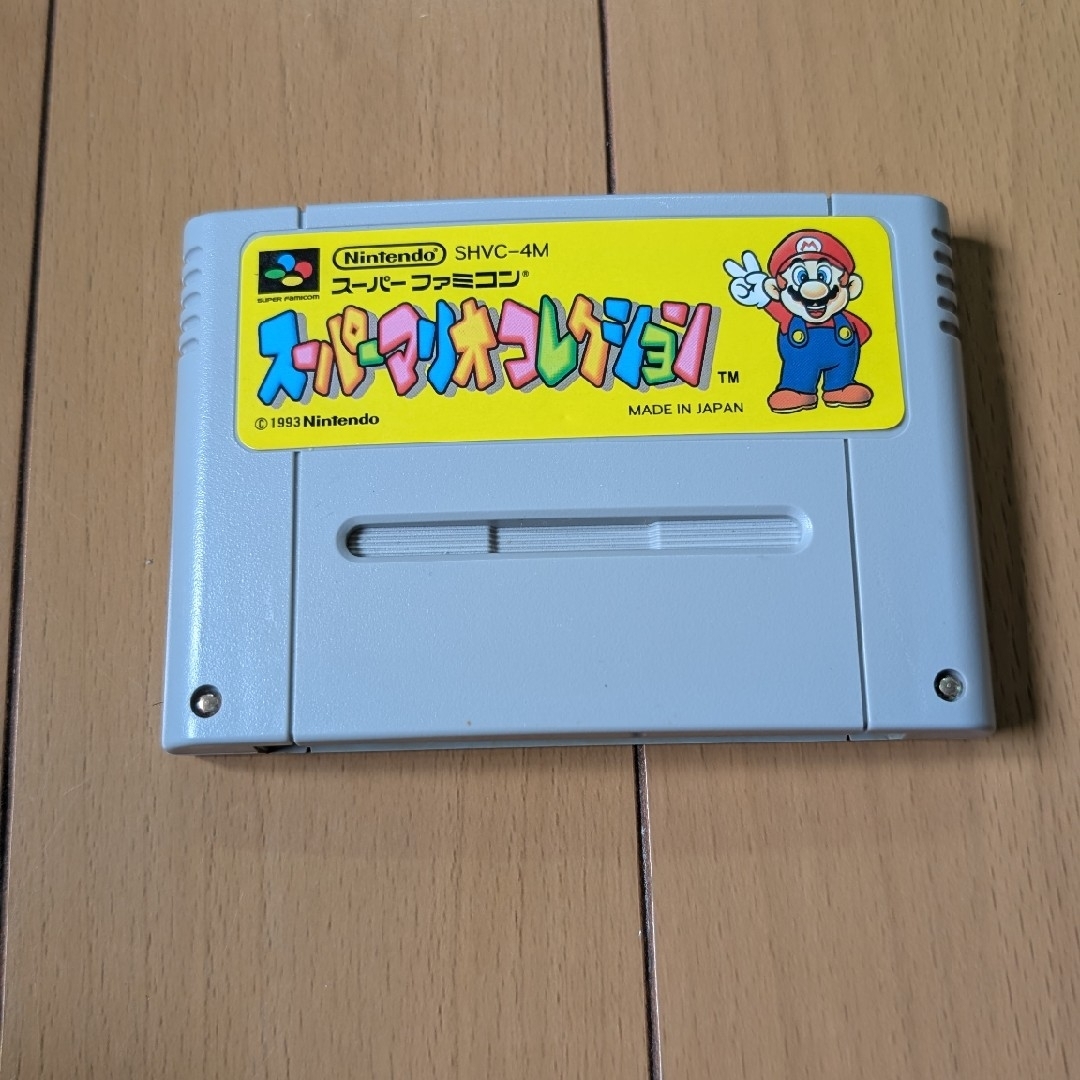 Nintendo® SHVC-4M
SUPER FAMICOM
スーパーファミコン®
スーパーマリオコレクション TM
©1993 Nintendo
MADE IN JAPAN
M